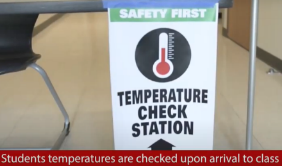 SAFETY FIRST
TEMPERATURE
CHECK
STATION
Students temperatures are checked upon arrival to class